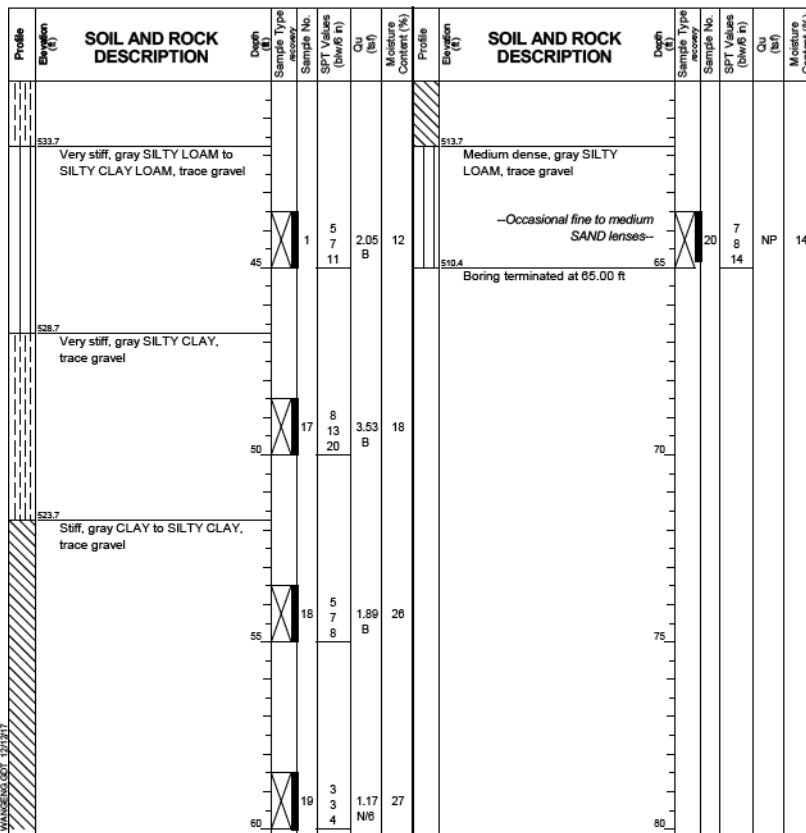 Profile
Elevation (ft)
SOIL AND ROCK DESCRIPTION
Depth (ft)
Sample Type
recovery
Sample No.
SPT Values (blw/6 in)
Qu (tsf)
Moisture Content (%)
533.7
Very stiff, gray SILTY LOAM to
SILTY CLAY LOAM, trace gravel
45
1
5
7
11
2.05
B
12
528.7
Very stiff, gray SILTY CLAY,
trace gravel
50
17
8
13
20
3.53
B
18
523.7
Stiff, gray CLAY to SILTY CLAY,
trace gravel
55
18
5
7
8
1.89
B
26
60
19
3
3
4
1.17
N/6
27
WANGENG.GDT 12/12/17
Profile
Elevation (ft)
SOIL AND ROCK DESCRIPTION
Depth (ft)
Sample Type
recovery
Sample No.
SPT Values (blw/6 in)
Qu (tsf)
Moisture Content (%)
513.7
Medium dense, gray SILTY
LOAM, trace gravel
--Occasional fine to medium
SAND lenses--
510.4
65
20
7
8
14
NP
14
Boring terminated at 65.00 ft
70
75
80